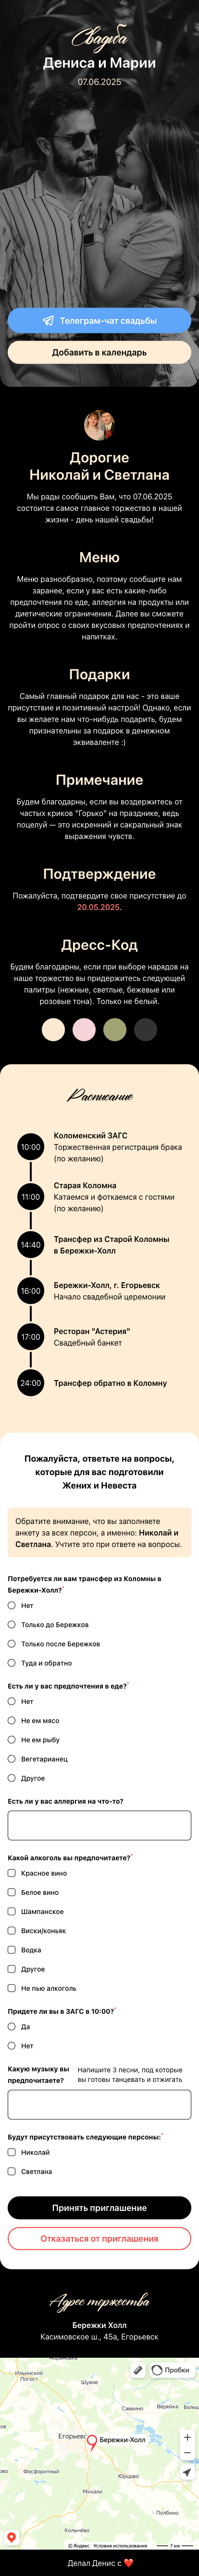 Свадьба
Дениса и Марии
07.06.2025
Телеграм-чат свадьбы
Добавить в календарь
Дорогие
Николай и Светлана
Мы рады сообщить Вам, что 07.06.2025
состоится самое главное торжество в нашей
жизни - день нашей свадьбы!
Меню
Меню разнообразно, поэтому сообщите нам
заранее, если у вас есть какие-либо
предпочтения по еде, аллергия на продукты или
диетические ограничения. Далее вы сможете
пройти опрос о своих вкусовых предпочтениях и
напитках.
Подарки
Самый главный подарок для нас - это ваше
присутствие и позитивный настрой! Однако, если
вы желаете нам что-нибудь подарить, будем
признательны за подарок в денежном
эквиваленте :)
Примечание
Будем благодарны, если вы воздержитесь от
частых криков "Горько" на празднике, ведь
поцелуй — это искренний и сакральный знак
выражения чувств.
Подтверждение
Пожалуйста, подтвердите свое присутствие до
20.05.2025.
Дресс-Код
Будем благодарны, если при выборе нарядов на
наше торжество вы придержитесь следующей
палитры (нежные, светлые, бежевые или
розовые тона). Только не белый.
Расписание
10:00
Коломенский ЗАГС
Торжественная регистрация брака
(по желанию)
11:00
Старая Коломна
Катаемся и фоткаемся с гостями
(по желанию)
14:40
Трансфер из Старой Коломны
в Бережки-Холл
16:00
Бережки-Холл, г. Егорьевск
Начало свадебной церемонии
17:00
Ресторан "Астерия"
Свадебный банкет
24:00
Трансфер обратно в Коломну
Пожалуйста, ответьте на вопросы,
которые для вас подготовили
Жених и Невеста
Обратите внимание, что вы заполняете
анкету за всех персон, а именно: Николай и
Светлана. Учтите это при ответе на вопросы.
Потребуется ли вам трансфер из Коломны в
Бережки-Холл?*
Нет
Только до Бережков
Только после Бережков
Туда и обратно
Есть ли у вас предпочтения в еде?*
Нет
Не ем мясо
Не ем рыбу
Вегетарианец
Другое
Есть ли у вас аллергия на что-то?
Какой алкоголь вы предпочитаете?*
Красное вино
Белое вино
Шампанское
Виски/коньяк
Водка
Другое
Не пью алкоголь
Придете ли вы в ЗАГС в 10:00?*
Да
Нет
Какую музыку вы
предпочитаете?
Напишите 3 песни, под которые
вы готовы танцевать и отжигать
Будут присутствовать следующие персоны:*
Николай
Светлана
Принять приглашение
Отказаться от приглашения
Адрес торжества
Бережки Холл
Касимовское ш., 45а, Егорьевск
Пробки
Ильинский
Погост
Шувое
Саввино
Верейка
Егорьевск
Бережки-Холл
Фосфоритный
Юрцово
Михали
Полбино
Колычёво
© Яндекс Условия использования 7 км
Делал Денис с ❤️